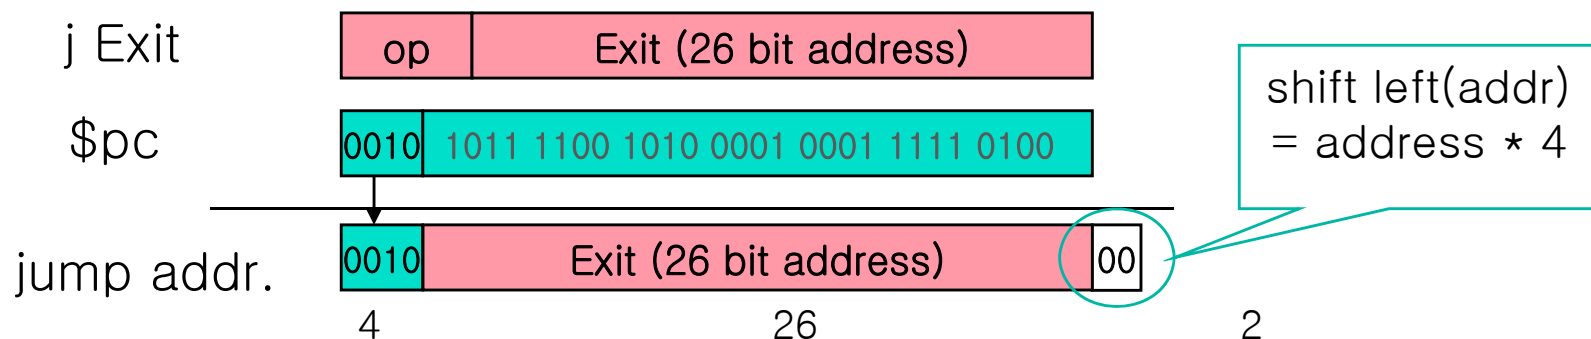 j Exit
op
Exit (26 bit address)
$pc
0010
1011 1100 1010 0001 0001 1111 0100
shift left(addr)
= address * 4
jump addr.
0010
Exit (26 bit address)
00
4
26
2